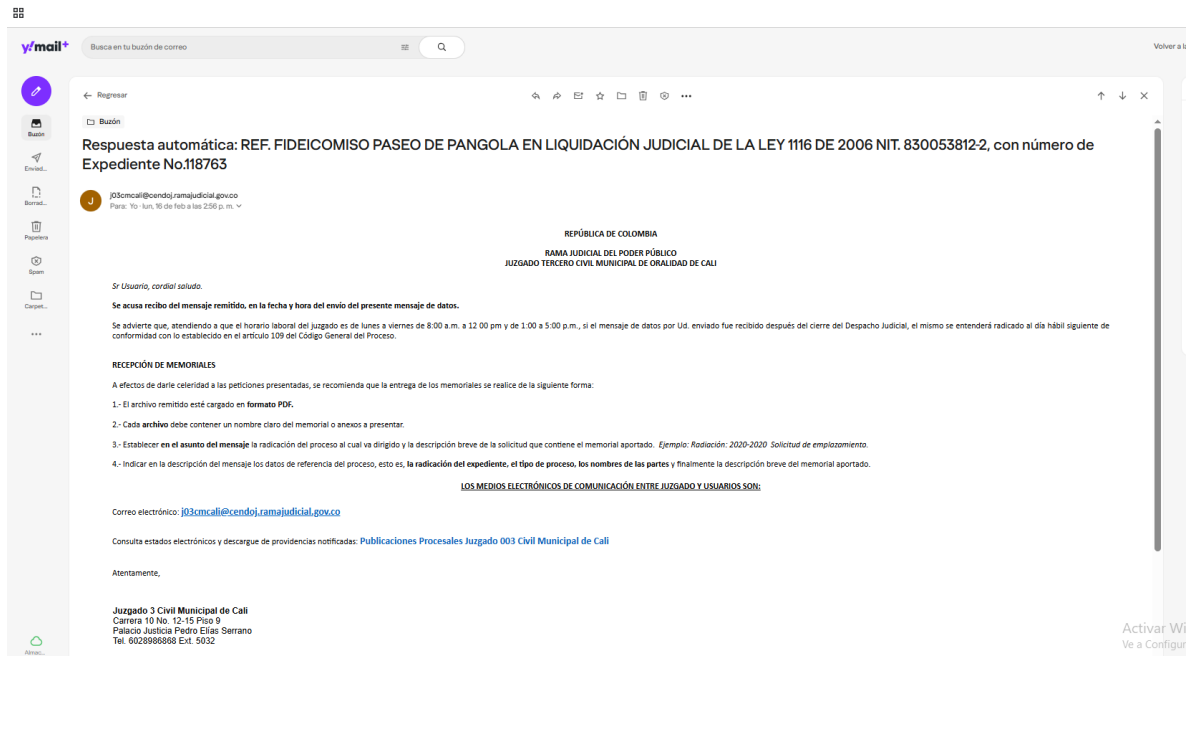 y!mail+
Busca en tu buzón de correo
Volver a la
Regresar
Buzón
Buzón
Enviad...
Borrad...
Papelera
Spam
Carpet...
Almac...
Respuesta automática: REF. FIDEICOMISO PASEO DE PANGOLA EN LIQUIDACIÓN JUDICIAL DE LA LEY 1116 DE 2006 NIT. 830053812-2, con número de
Expediente No.118763
J
j03cmcali@cendoj.ramajudicial.gov.co
Para: Yo · lun, 16 de feb a las 2:56 p. m.
REPÚBLICA DE COLOMBIA
RAMA JUDICIAL DEL PODER PÚBLICO
JUZGADO TERCERO CIVIL MUNICIPAL DE ORALIDAD DE CALI
Sr Usuario, cordial saludo.
Se acusa recibo del mensaje remitido, en la fecha y hora del envío del presente mensaje de datos.
Se advierte que, atendiendo a que el horario laboral del juzgado es de lunes a viernes de 8:00 a.m. a 12 00 pm y de 1:00 a 5:00 p.m., si el mensaje de datos por Ud. enviado fue recibido después del cierre del Despacho Judicial, el mismo se entenderá radicado al día hábil siguiente de
conformidad con lo establecido en el artículo 109 del Código General del Proceso.
RECEPCIÓN DE MEMORIALES
A efectos de darle celeridad a las peticiones presentadas, se recomienda que la entrega de los memoriales se realice de la siguiente forma:
1.- El archivo remitido esté cargado en formato PDF.
2.- Cada archivo debe contener un nombre claro del memorial o anexos a presentar.
3.- Establecer en el asunto del mensaje la radicación del proceso al cual va dirigido y la descripción breve de la solicitud que contiene el memorial aportado. Ejemplo: Radiación: 2020-2020 Solicitud de emplazamiento.
4.- Indicar en la descripción del mensaje los datos de referencia del proceso, esto es, la radicación del expediente, el tipo de proceso, los nombres de las partes y finalmente la descripción breve del memorial aportado.
LOS MEDIOS ELECTRÓNICOS DE COMUNICACIÓN ENTRE JUZGADO Y USUARIOS SON:
Correo electrónico: j03cmcali@cendoj.ramajudicial.gov.co
Consulta estados electrónicos y descargue de providencias notificadas: Publicaciones Procesales Juzgado 003 Civil Municipal de Cali
Atentamente,
Juzgado 3 Civil Municipal de Cali
Carrera 10 No. 12-15 Piso 9
Palacio Justicia Pedro Elías Serrano
Tel. 6028986868 Ext. 5032
Activar Wi
Ve a Configur